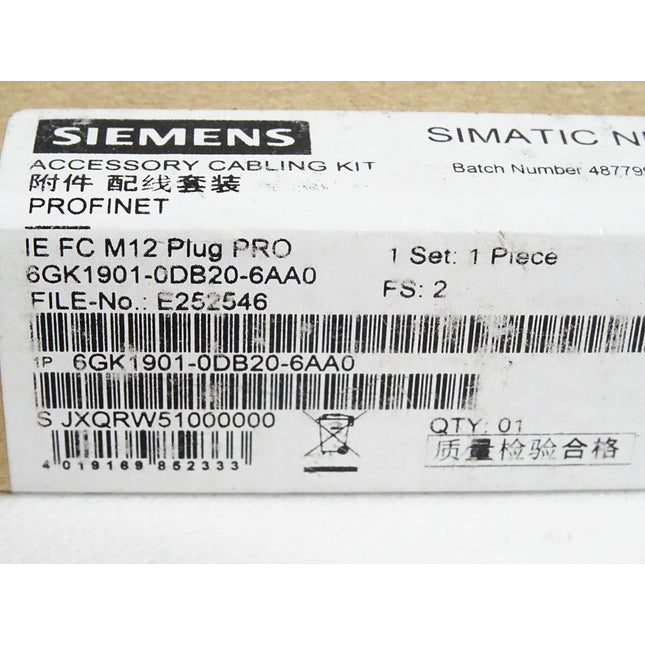 SIEMENS
SIMATIC
ACCESSORY CABLING KIT
Batch Number
附件 配线套装
PROFINET
IE FC M12 Plug PRO
1 Set: 1 Piece
6GK1901-0DB20-6AA0
FS: 2
FILE-No.: E252546
1P 6GK1901-0DB20-6AA0
S JXQRW51000000
QTY: 01
质量检验合格
4 019169 852333